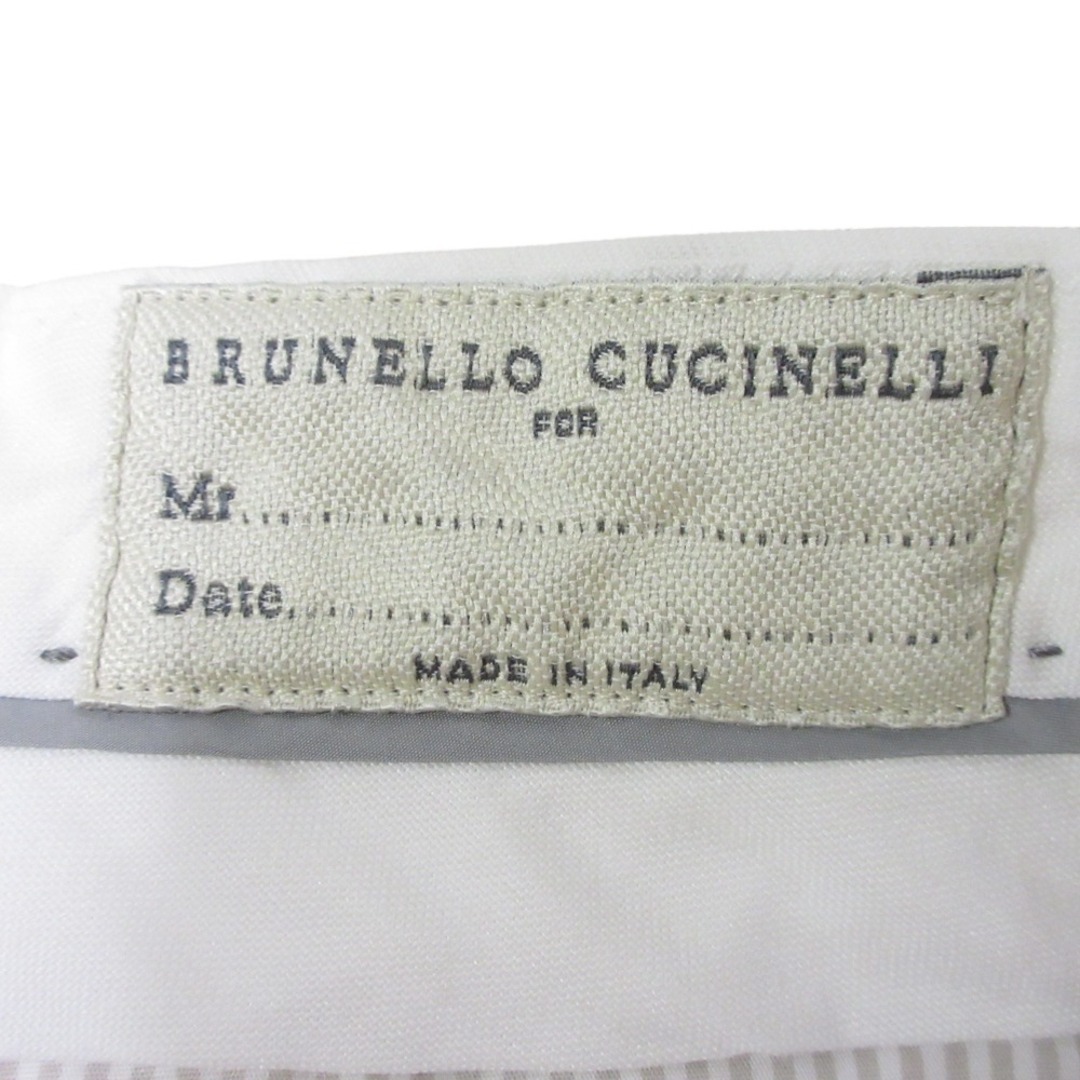 BRUNELLO CUCINELLI
FOR
Mr.......................................................
Date.......................................................
MADE IN ITALY